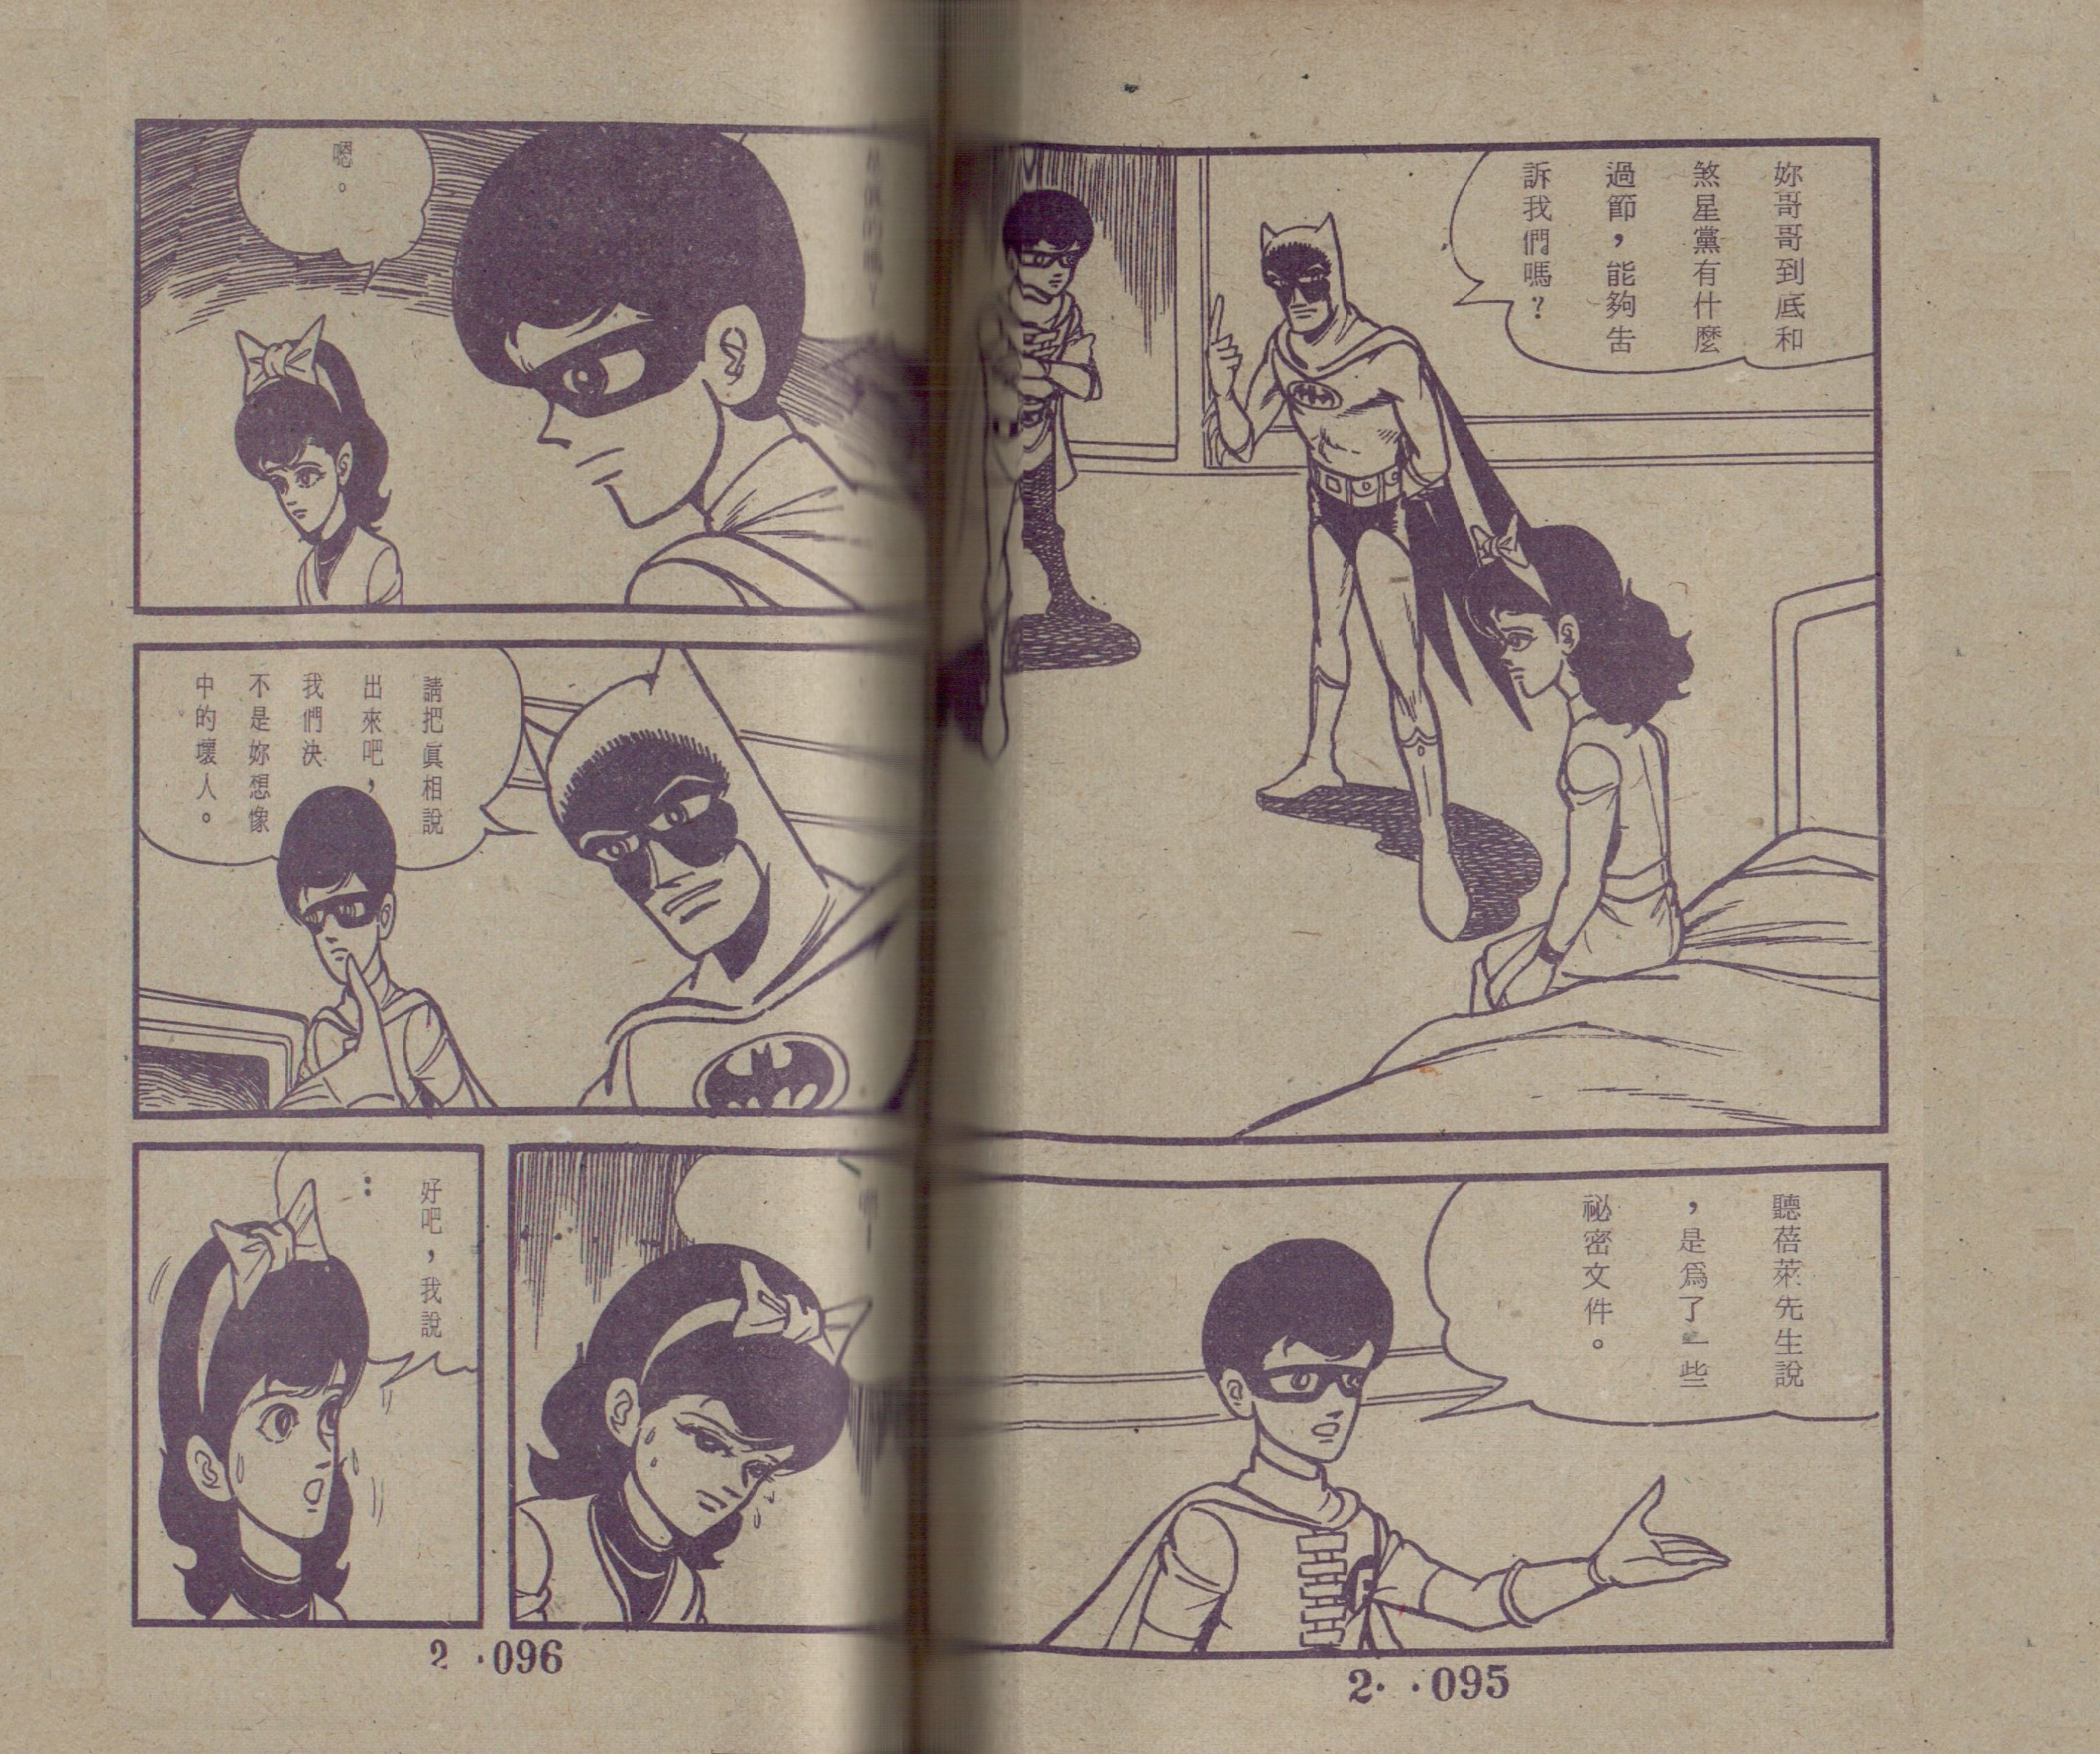 妳哥哥到底和
煞星黨有什麼
過節，能夠告
訴我們嗎？
聽蓓萊先生說
，是為了一些
祕密文件。
2··095
嗯。
請把眞相說
出來吧，
我們決
不是妳想像
中的壞人。
好吧，我說
：
2·096